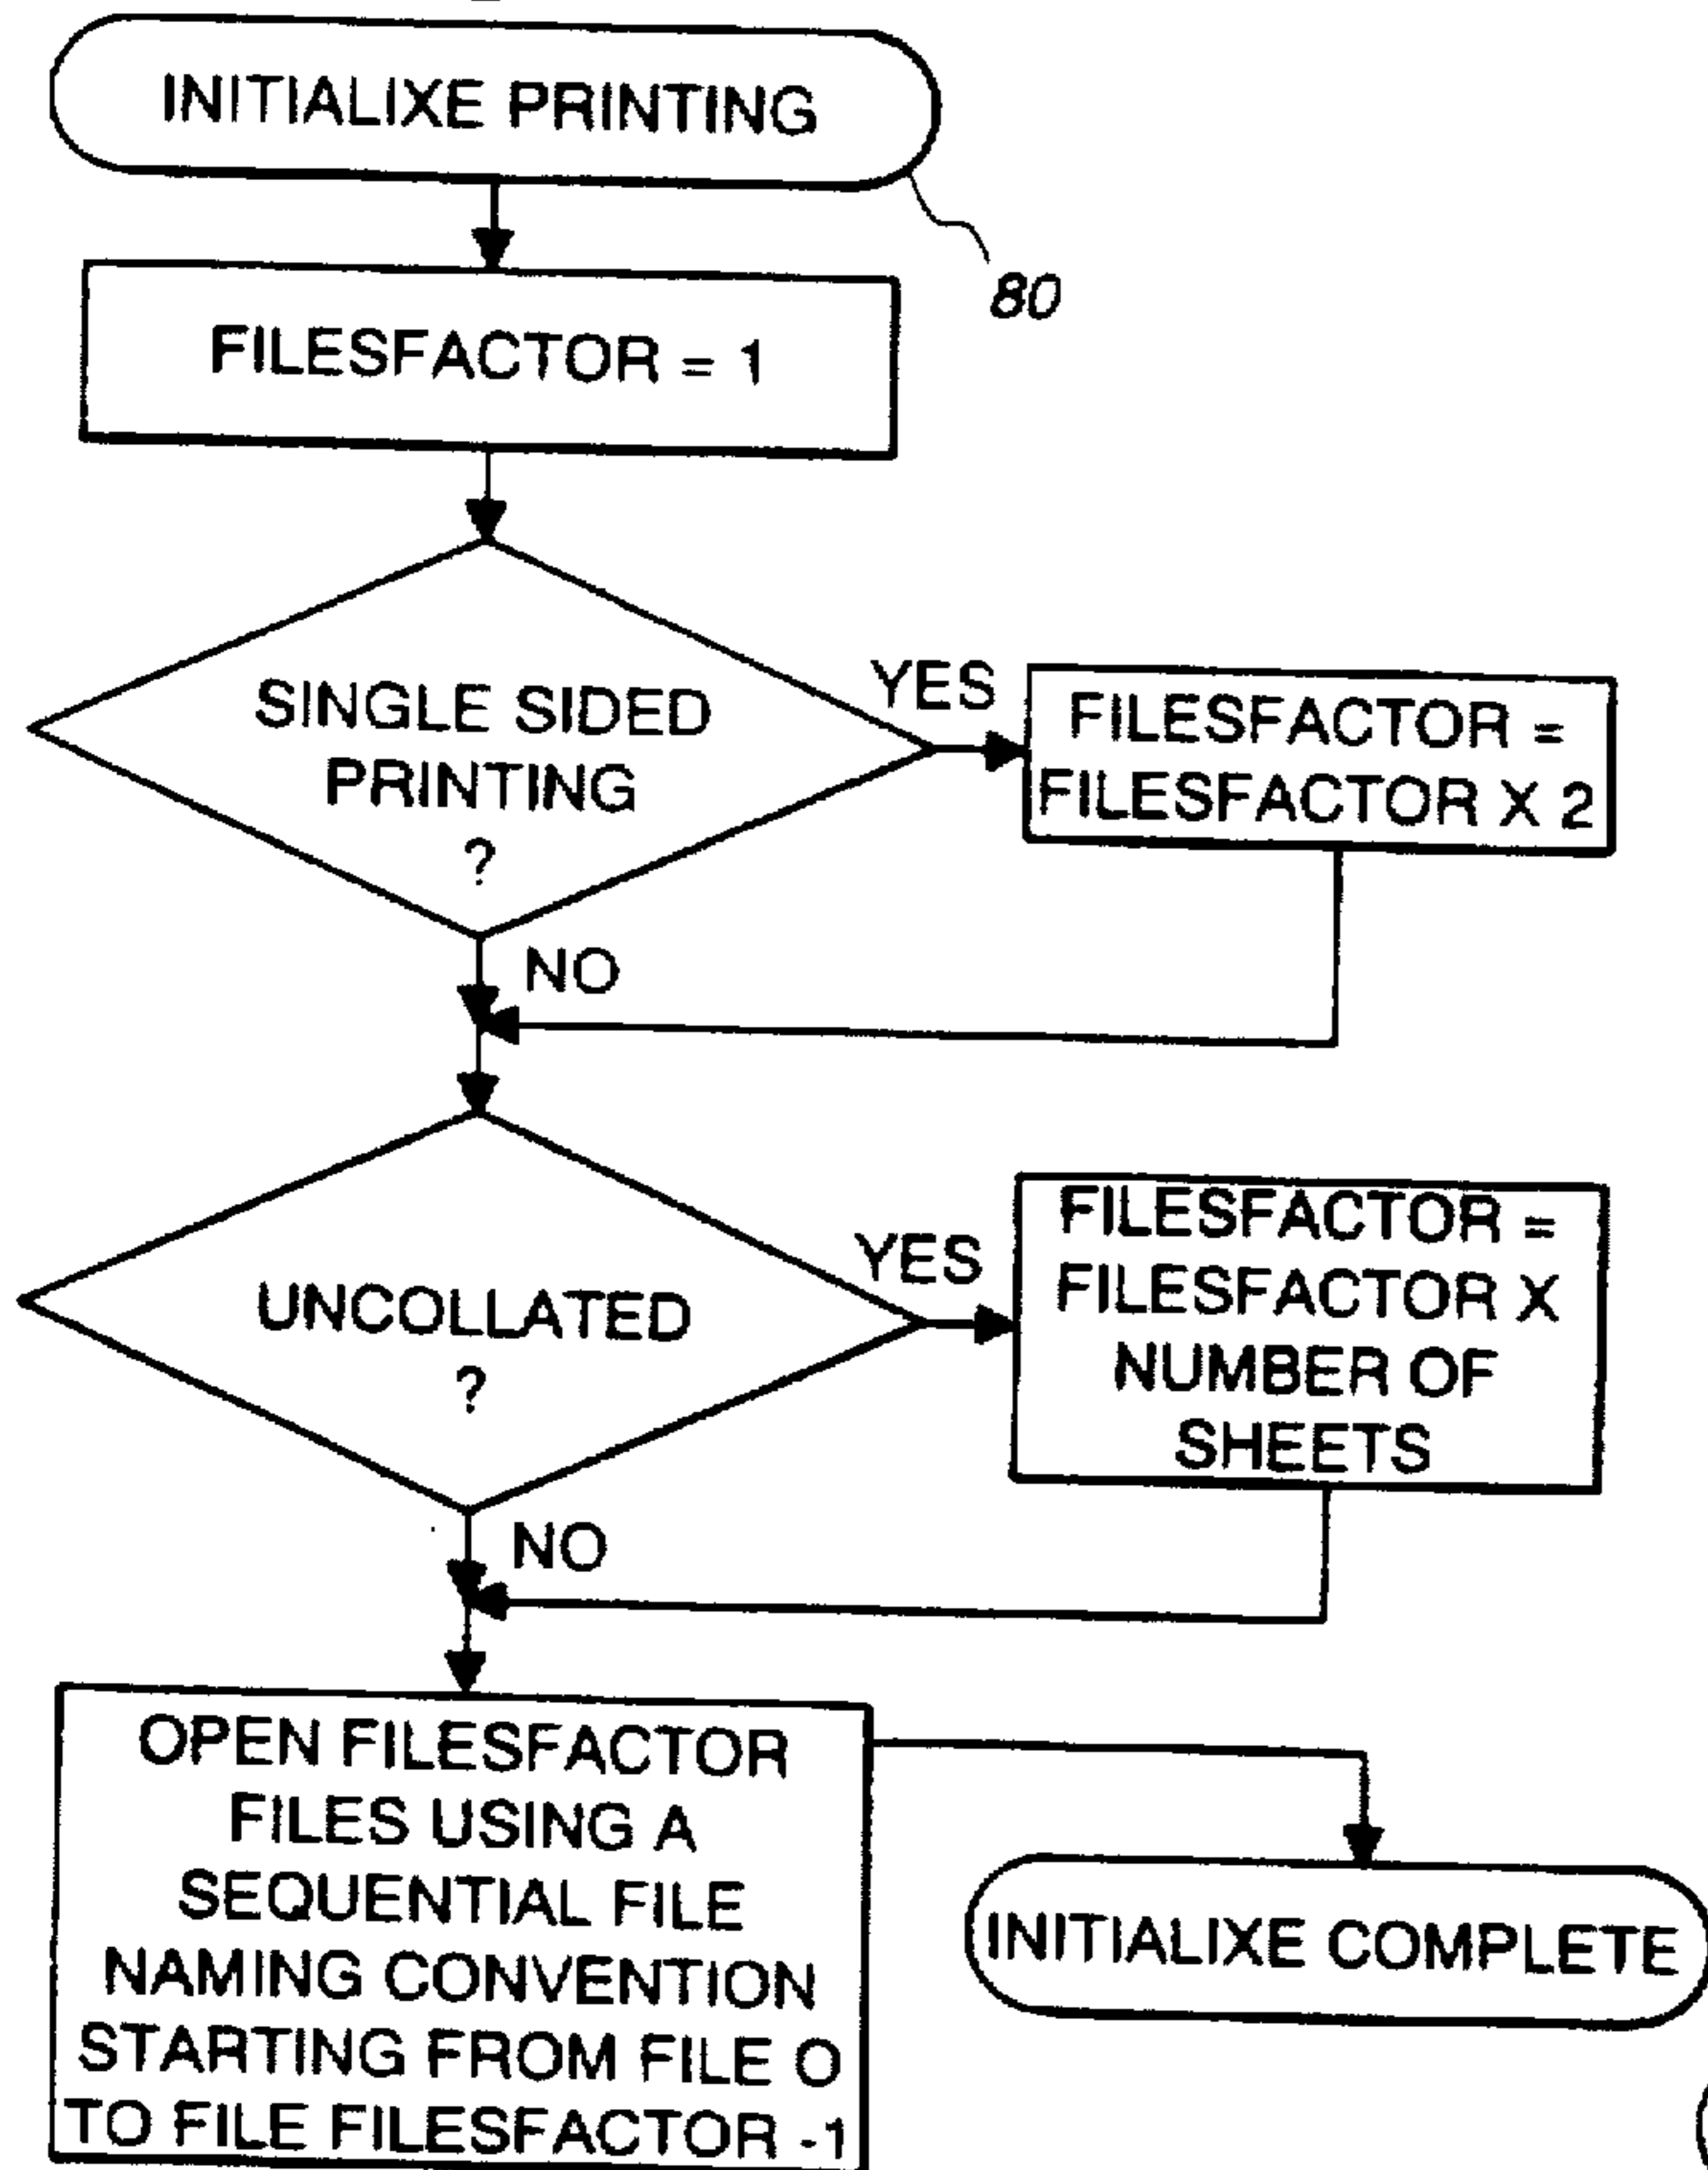 INITIALIXE PRINTING
80
FILESFACTOR = 1
SINGLE SIDED
PRINTING
?
YES
FILESFACTOR =
FILESFACTOR X 2
NO
UNCOLLATED
?
YES
FILESFACTOR =
FILESFACTOR X
NUMBER OF
SHEETS
NO
OPEN FILESFACTOR
FILES USING A
SEQUENTIAL FILE
NAMING CONVENTION
STARTING FROM FILE O
TO FILE FILESFACTOR -1
INITIALIXE COMPLETE